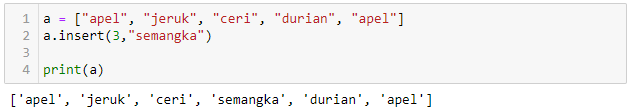 1 a = ["apel", "jeruk", "ceri", "durian", "apel"]
2 a.insert(3,"semangka")
3
4 print(a)
['apel', 'jeruk', 'ceri', 'semangka', 'durian', 'apel']